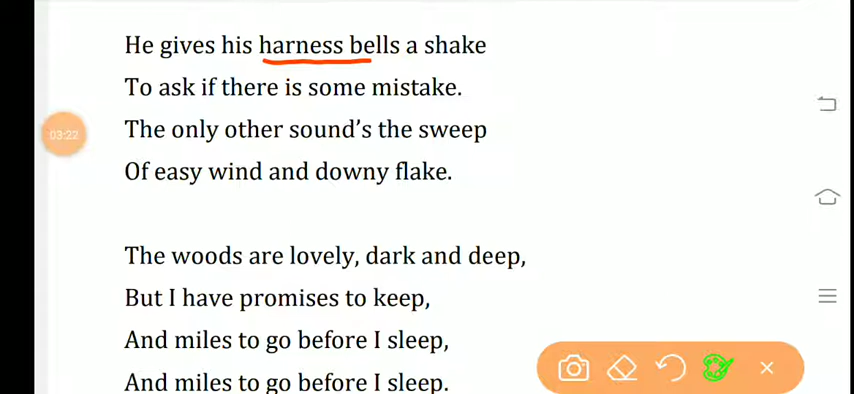 He gives his harness bells a shake
To ask if there is some mistake.
03:22
The only other sound's the sweep
Of easy wind and downy flake.
The woods are lovely, dark and deep,
But I have promises to keep,
And miles to go before I sleep,
And miles to go before I sleep.